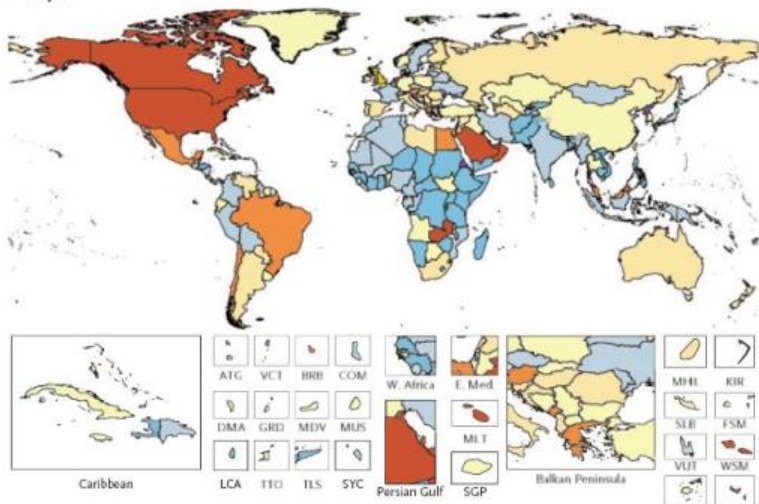 ATG VCT BRB COM W. Africa E. Med. MHL KIR
SLB FSM
DMA GRD MDV MUS MLT
VUT WSM
LCA TTO TLS SYC
Caribbean Persian Gulf SGP Balkan Peninsula